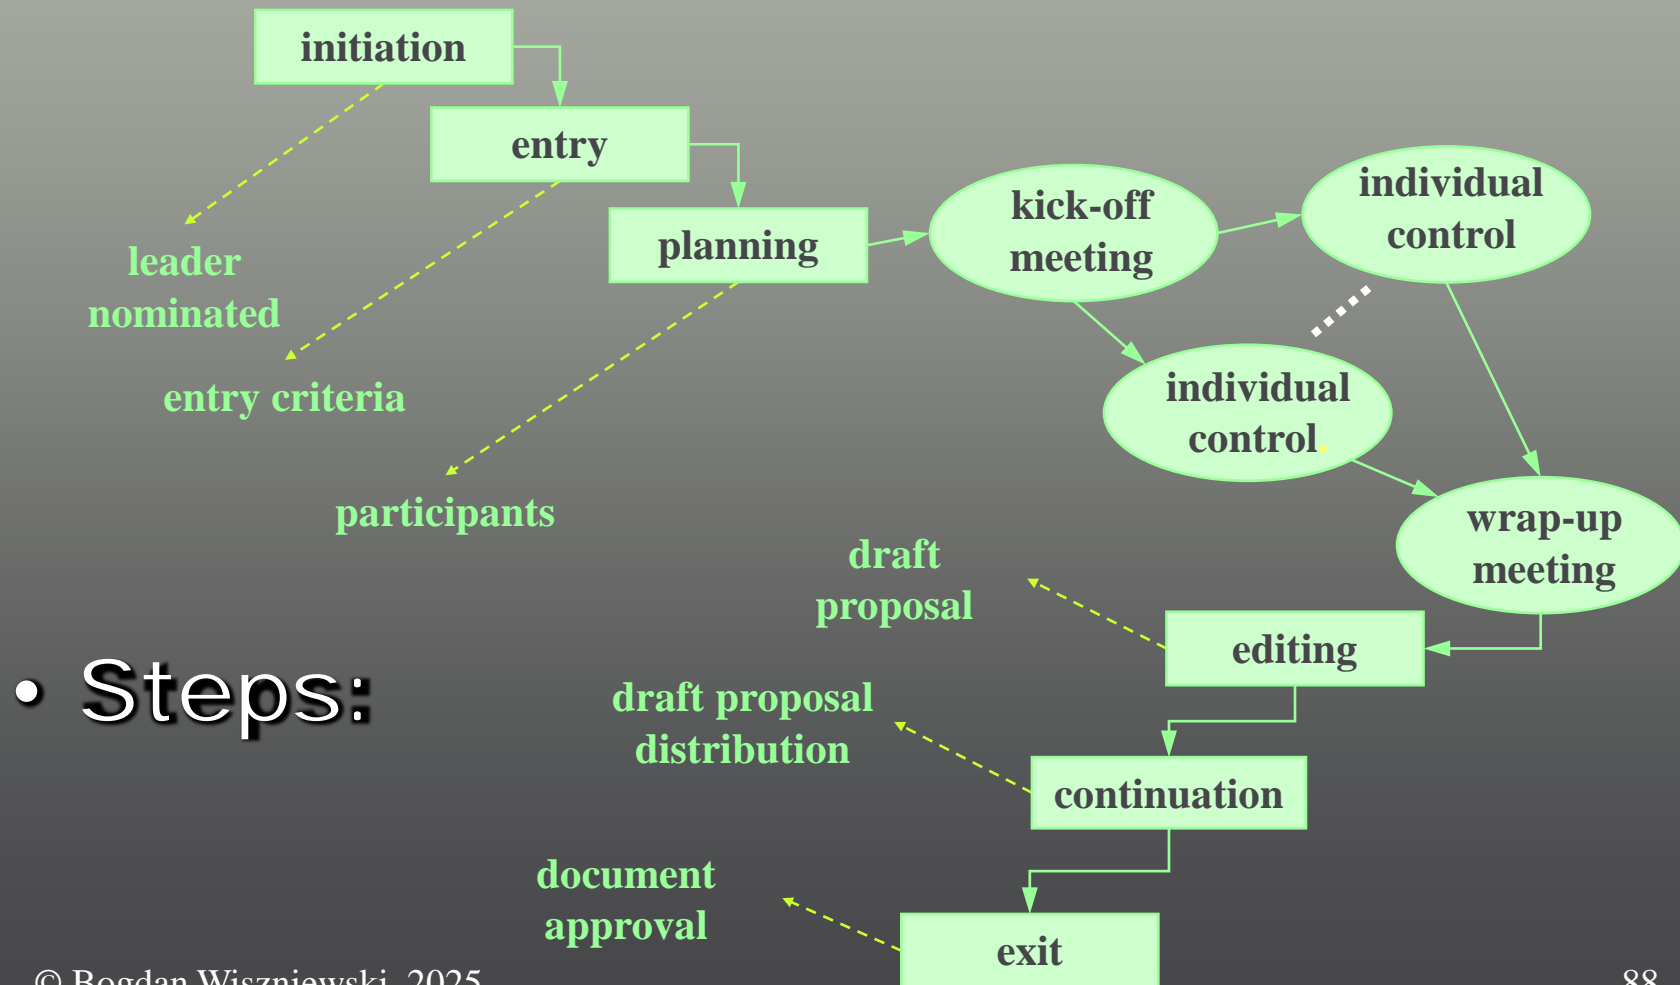 initiation
entry
planning
kick-off
meeting
individual
control
individual
control.
wrap-up
meeting
leader
nominated
entry criteria
participants
draft
proposal
editing
• Steps:
draft proposal
distribution
continuation
document
approval
exit
© Bogdan Wiszniewski, 2025
88